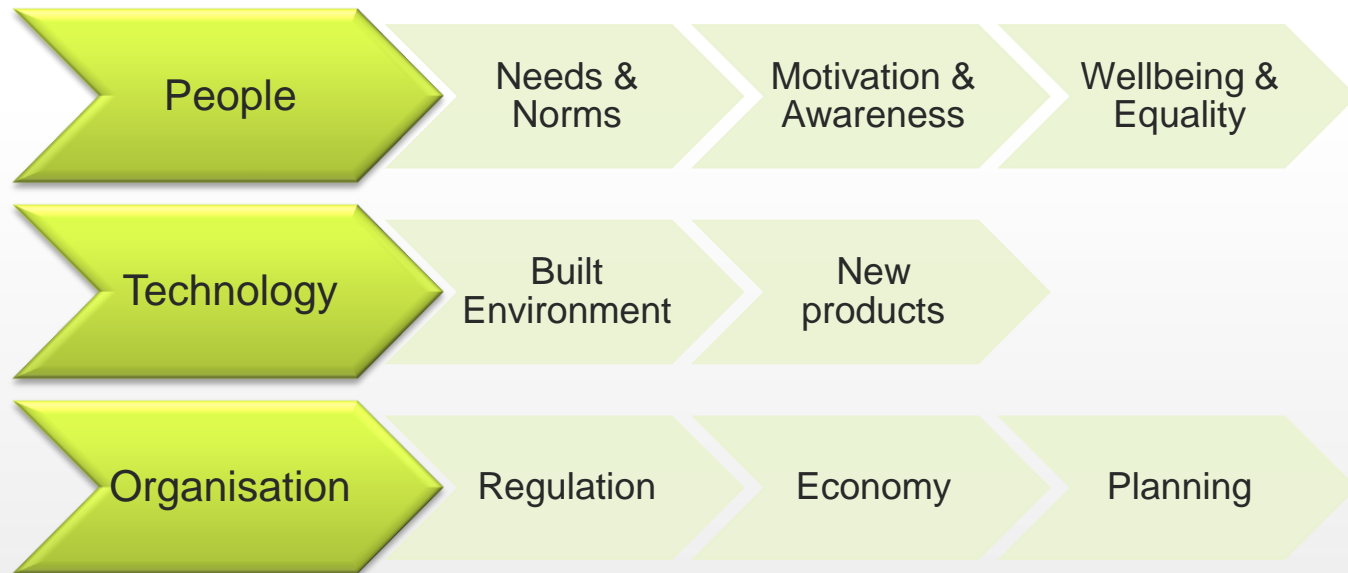 People
Needs &
Norms
Motivation &
Awareness
Wellbeing &
Equality
Technology
Built
Environment
New
products
Organisation
Regulation
Economy
Planning